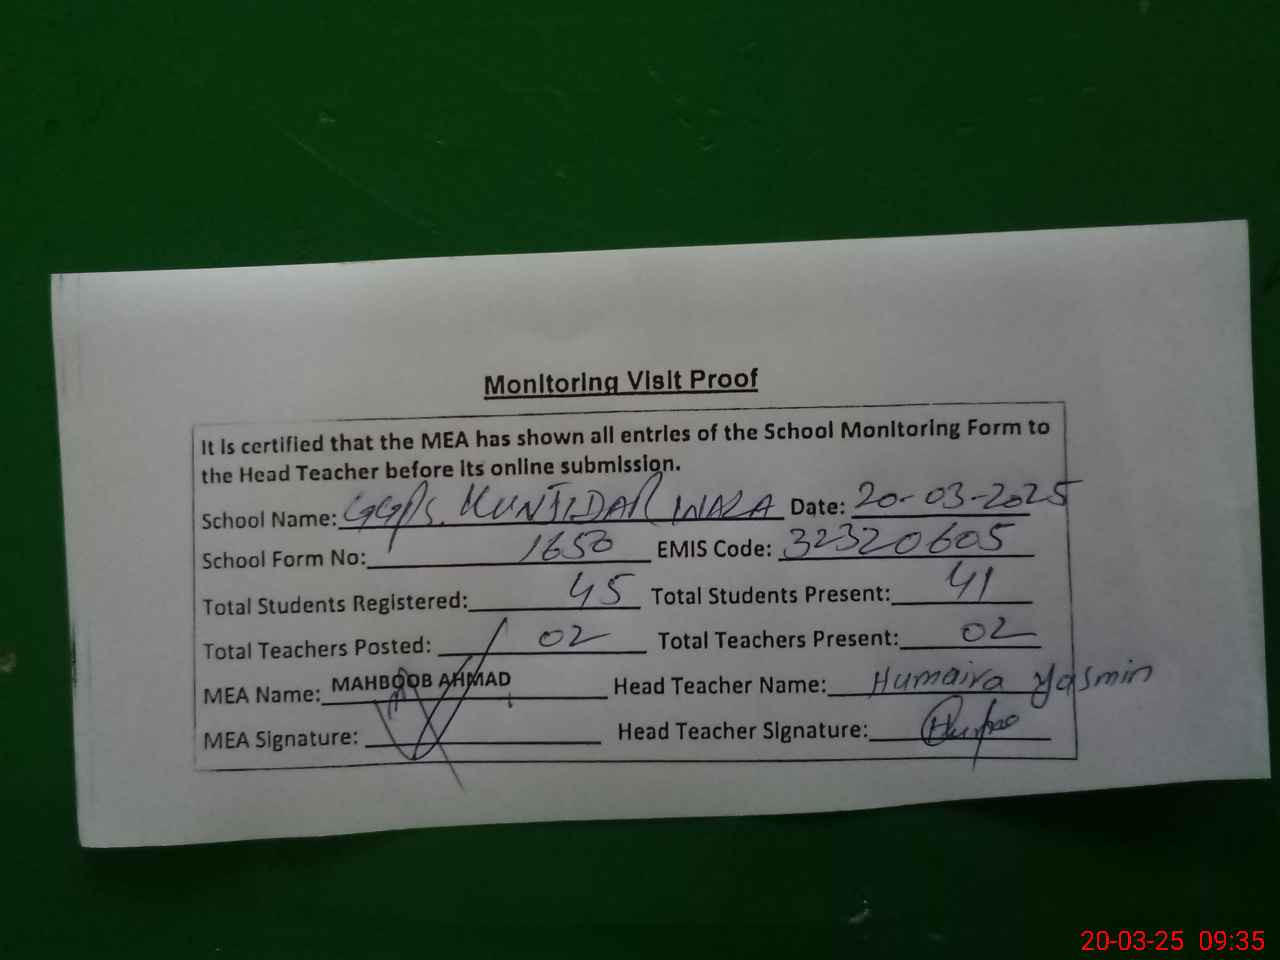 Monitoring Visit Proof
It is certified that the MEA has shown all entries of the School Monitoring Form to
the Head Teacher before its online submission.
School Name: GGPS. MUNJIDAR WALA Date: 20-03-2025
School Form No: 1650 EMIS Code: 32320605
Total Students Registered: 45 Total Students Present: 41
Total Teachers Posted: 02 Total Teachers Present: 02
MEA Name: MAHBOOB AHMAD Head Teacher Name: Humaira Yasmin
MEA Signature: Head Teacher Signature:
20-03-25 09:35